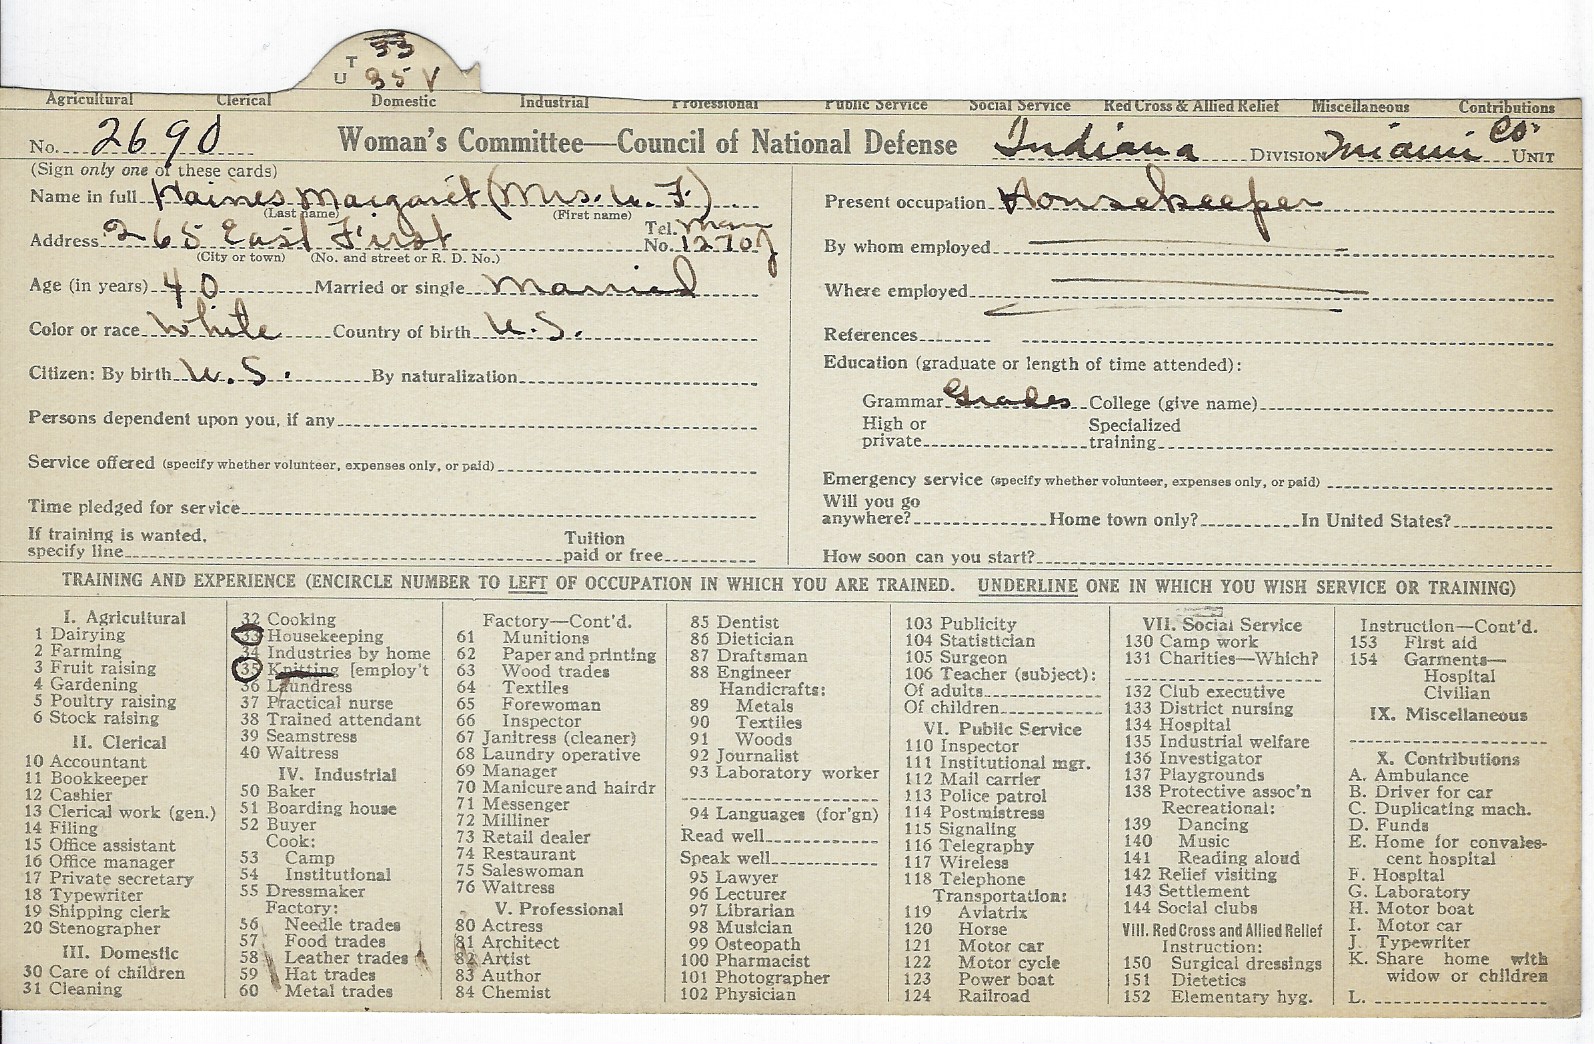 T 33
U 35 V
Agricultural Clerical Domestic Industrial Professional Public Service Social Service Red Cross & Allied Relief Miscellaneous Contributions
No. 2690 Woman's Committee—Council of National Defense Indiana DIVISION Miami Co. UNIT
(Sign only one of these cards)
Name in full Haines Margaret (Mrs. W. F.)
(Last name) (First name)
Address 265 East First Tel. No. 1270J
(City or town) (No. and street or R. D. No.)
Age (in years) 40 Married or single Married
Color or race White Country of birth U.S.
Citizen: By birth U.S. By naturalization
Persons dependent upon you, if any
Service offered (specify whether volunteer, expenses only, or paid)
Time pledged for service
If training is wanted, specify line Tuition paid or free
Present occupation Housekeeper
By whom employed
Where employed
References
Education (graduate or length of time attended):
Grammar Grades College (give name)
High or private Specialized training
Emergency service (specify whether volunteer, expenses only, or paid)
Will you go anywhere? Home town only? In United States?
How soon can you start?
TRAINING AND EXPERIENCE (ENCIRCLE NUMBER TO LEFT OF OCCUPATION IN WHICH YOU ARE TRAINED. UNDERLINE ONE IN WHICH YOU WISH SERVICE OR TRAINING)
I. Agricultural
1 Dairying
2 Farming
3 Fruit raising
4 Gardening
5 Poultry raising
6 Stock raising
II. Clerical
10 Accountant
11 Bookkeeper
12 Cashier
13 Clerical work (gen.)
14 Filing
15 Office assistant
16 Office manager
17 Private secretary
18 Typewriter
19 Shipping clerk
20 Stenographer
III. Domestic
30 Care of children
31 Cleaning
32 Cooking
33 Housekeeping
34 Industries by home
35 Knitting [employ't
36 Laundress
37 Practical nurse
38 Trained attendant
39 Seamstress
40 Waitress
IV. Industrial
50 Baker
51 Boarding house
52 Buyer
Cook:
53 Camp
54 Institutional
55 Dressmaker
Factory:
56 Needle trades
57 Food trades
58 Leather trades
59 Hat trades
60 Metal trades
Factory—Cont'd.
61 Munitions
62 Paper and printing
63 Wood trades
64 Textiles
65 Forewoman
66 Inspector
67 Janitress (cleaner)
68 Laundry operative
69 Manager
70 Manicure and hairdr
71 Messenger
72 Milliner
73 Retail dealer
74 Restaurant
75 Saleswoman
76 Waitress
V. Professional
80 Actress
81 Architect
82 Artist
83 Author
84 Chemist
85 Dentist
86 Dietician
87 Draftsman
88 Engineer
Handicrafts:
89 Metals
90 Textiles
91 Woods
92 Journalist
93 Laboratory worker
94 Languages (for'gn)
Read well
Speak well
95 Lawyer
96 Lecturer
97 Librarian
98 Musician
99 Osteopath
100 Pharmacist
101 Photographer
102 Physician
103 Publicity
104 Statistician
105 Surgeon
106 Teacher (subject):
Of adults
Of children
VI. Public Service
110 Inspector
111 Institutional mgr.
112 Mail carrier
113 Police patrol
114 Postmistress
115 Signaling
116 Telegraphy
117 Wireless
118 Telephone
Transportation:
119 Aviatrix
120 Horse
121 Motor car
122 Motor cycle
123 Power boat
124 Railroad
VII. Social Service
130 Camp work
131 Charities—Which?
132 Club executive
133 District nursing
134 Hospital
135 Industrial welfare
136 Investigator
137 Playgrounds
138 Protective assoc'n
Recreational:
139 Dancing
140 Music
141 Reading aloud
142 Relief visiting
143 Settlement
144 Social clubs
VIII. Red Cross and Allied Relief
Instruction:
150 Surgical dressings
151 Dietetics
152 Elementary hyg.
Instruction—Cont'd.
153 First aid
154 Garments—
Hospital
Civilian
IX. Miscellaneous
X. Contributions
A. Ambulance
B. Driver for car
C. Duplicating mach.
D. Funds
E. Home for convales-
cent hospital
F. Hospital
G. Laboratory
H. Motor boat
I. Motor car
J. Typewriter
K. Share home with
widow or children
L.